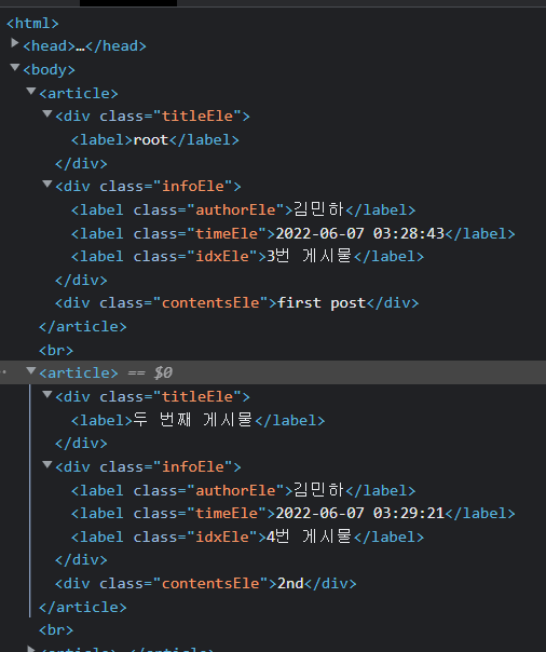 <html>
<head>…</head>
<body>
<article>
<div class="titleEle">
<label>root</label>
</div>
<div class="infoEle">
<label class="authorEle">김민하</label>
<label class="timeEle">2022-06-07 03:28:43</label>
<label class="idxEle">3번 게시물</label>
</div>
<div class="contentsEle">first post</div>
</article>
<br>
<article> == $0
<div class="titleEle">
<label>두 번째 게시물</label>
</div>
<div class="infoEle">
<label class="authorEle">김민하</label>
<label class="timeEle">2022-06-07 03:29:21</label>
<label class="idxEle">4번 게시물</label>
</div>
<div class="contentsEle">2nd</div>
</article>
<br>
<article>…</article>